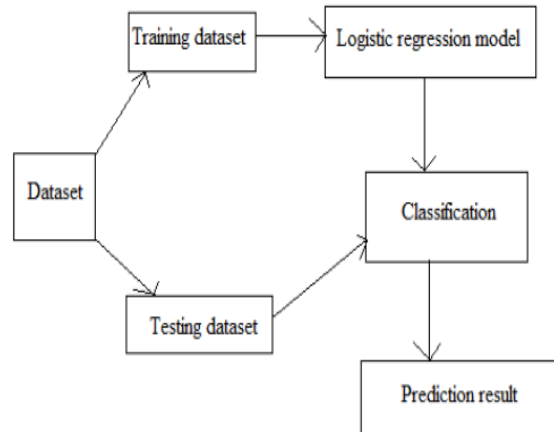 Training dataset
Logistic regression model
Dataset
Classification
Testing dataset
Prediction result